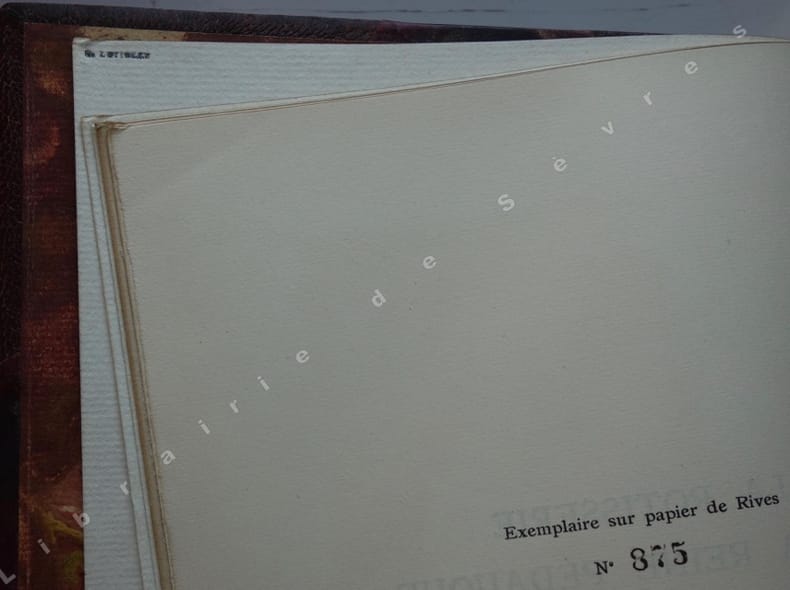 Librairie de Sèvres
Exemplaire sur papier de Rives
N° 875